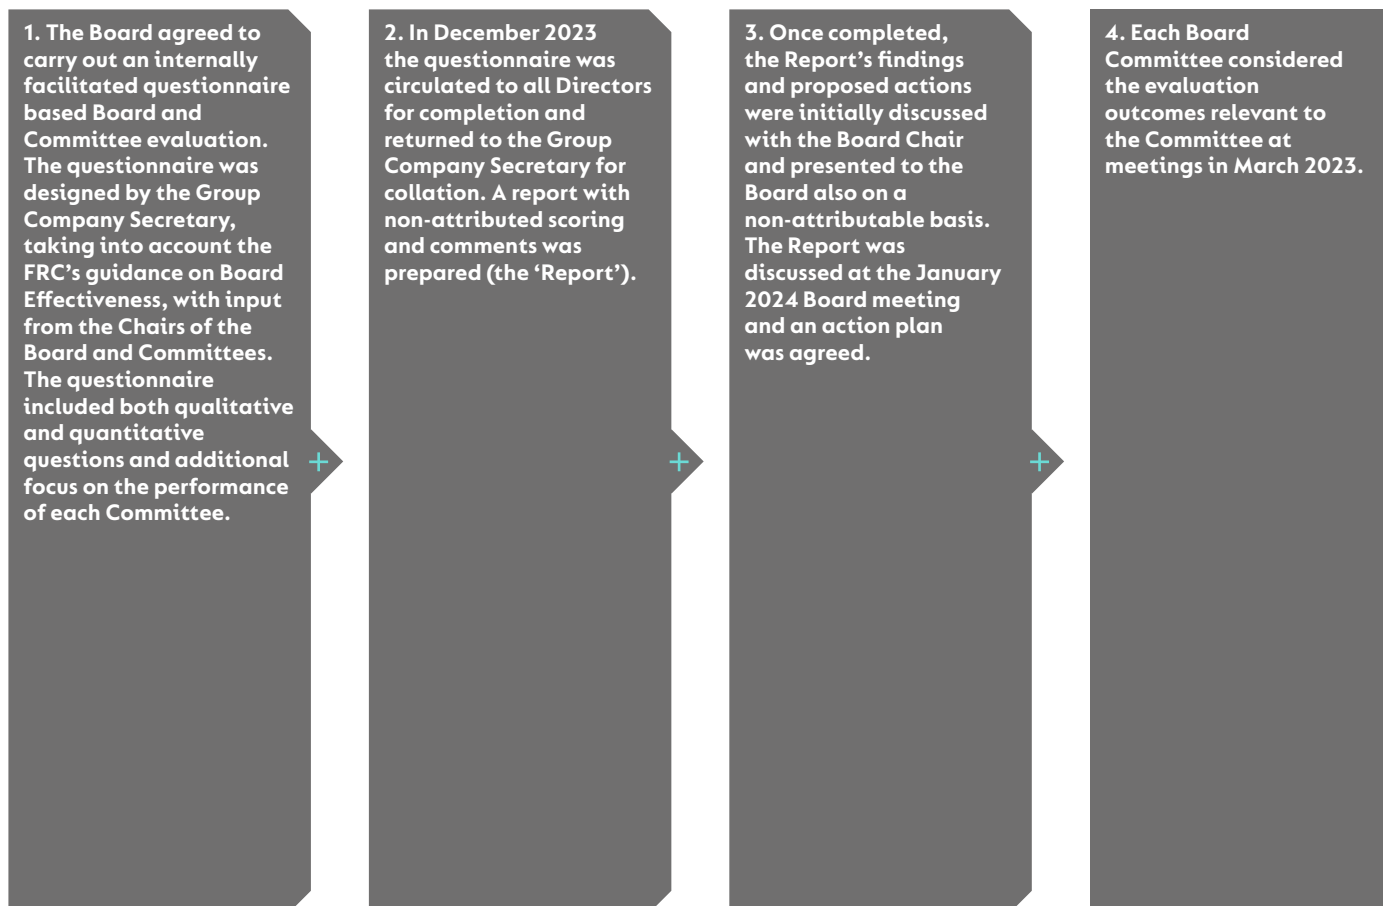 1. The Board agreed to
carry out an internally
facilitated questionnaire
based Board and
Committee evaluation.
The questionnaire was
designed by the Group
Company Secretary,
taking into account the
FRC’s guidance on Board
Effectiveness, with input
from the Chairs of the
Board and Committees.
The questionnaire
included both qualitative
and quantitative
questions and additional
focus on the performance
of each Committee.
2. In December 2023
the questionnaire was
circulated to all Directors
for completion and
returned to the Group
Company Secretary for
collation. A report with
non-attributed scoring
and comments was
prepared (the ‘Report’).
3. Once completed,
the Report’s findings
and proposed actions
were initially discussed
with the Board Chair
and presented to the
Board also on a
non-attributable basis.
The Report was
discussed at the January
2024 Board meeting
and an action plan
was agreed.
4. Each Board
Committee considered
the evaluation
outcomes relevant to
the Committee at
meetings in March 2023.